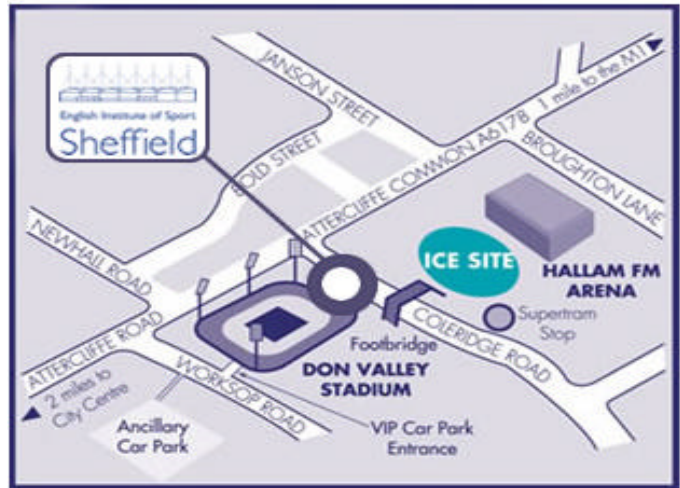 English Institute of Sport
Sheffield
JANSON STREET
1 mile to the M1
BOLD STREET
ATTERCLIFFE COMMON A6178
BROUGHTON LANE
NEWHALL ROAD
ICE SITE
HALLAM FM
ARENA
Supertram
Stop
Footbridge
COLERIDGE ROAD
ATTERCLIFFE ROAD
DON VALLEY
STADIUM
WORKSOP ROAD
2 miles to
City Centre
Ancillary
Car Park
VIP Car Park
Entrance